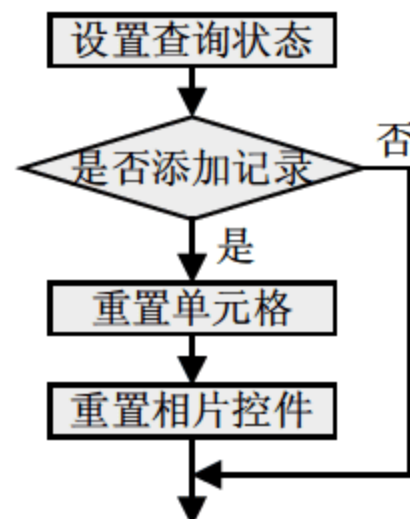 设置查询状态
是否添加记录
否
是
重置单元格
重置相片控件